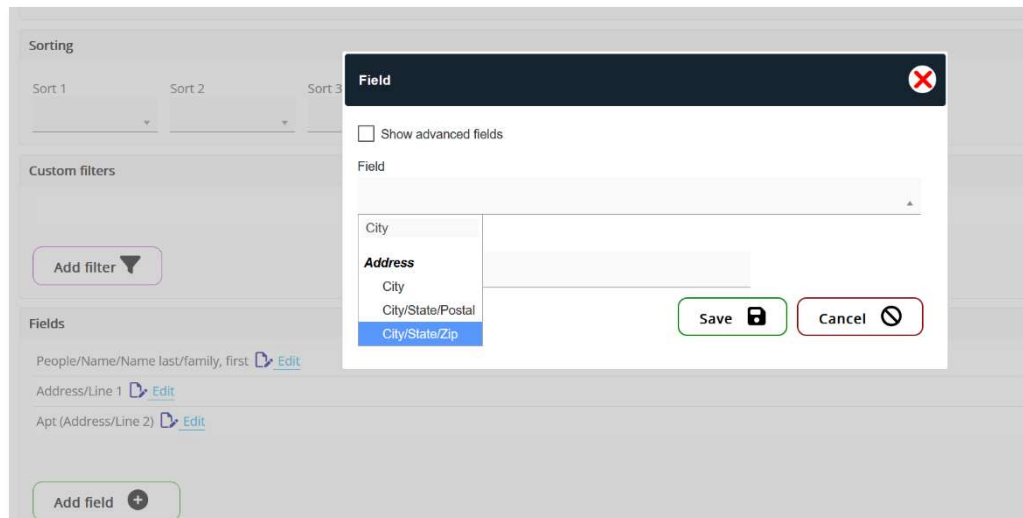 Sorting
Sort 1 Sort 2 Sort 3
Custom filters
Add filter
Fields
People/Name/Name last/family, first Edit
Address/Line 1 Edit
Apt (Address/Line 2) Edit
Add field
Field
Show advanced fields
Field
City
Address
City
City/State/Postal
City/State/Zip
Save Cancel